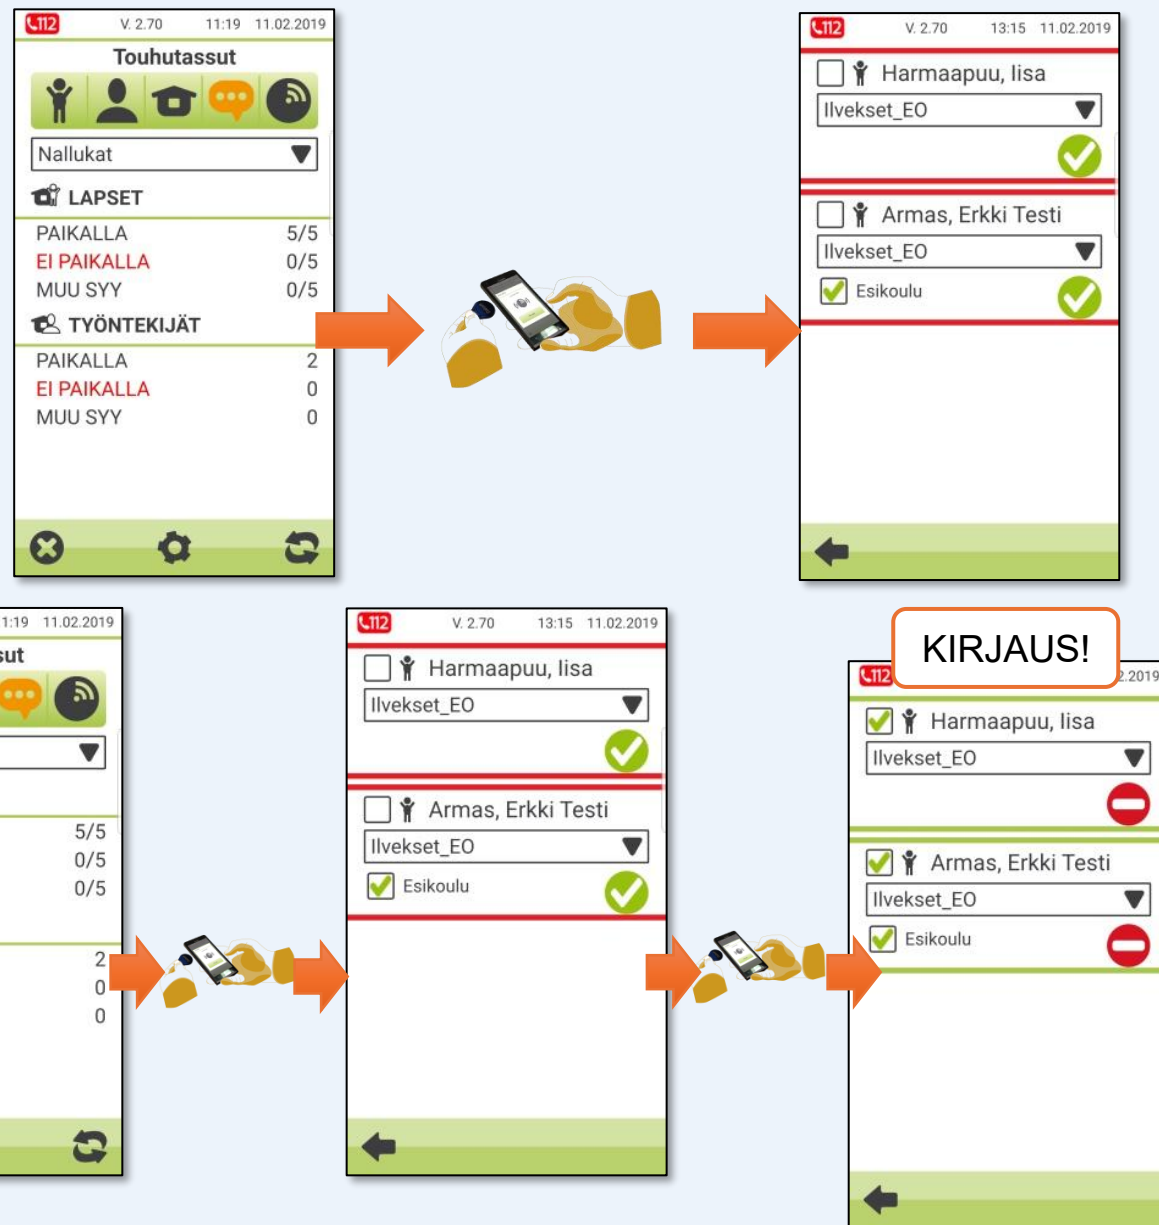 112 V. 2.70 11:19 11.02.2019
Touhutassut
Nallukat
LAPSET
PAIKALLA 5/5
EI PAIKALLA 0/5
MUU SYY 0/5
TYÖNTEKIJÄT
PAIKALLA 2
EI PAIKALLA 0
MUU SYY 0
112 V. 2.70 13:15 11.02.2019
Harmaapuu, Iisa
Ilvekset_EO
Armas, Erkki Testi
Ilvekset_EO
Esikoulu
1:19 11.02.2019
sut
5/5
0/5
0/5
2
0
0
112 V. 2.70 13:15 11.02.2019
Harmaapuu, Iisa
Ilvekset_EO
Armas, Erkki Testi
Ilvekset_EO
Esikoulu
KIRJAUS!
112 2.2019
Harmaapuu, Iisa
Ilvekset_EO
Armas, Erkki Testi
Ilvekset_EO
Esikoulu